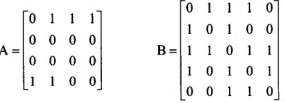 A = [0 1 1 1
0 0 0 0
0 0 0 0
1 1 0 0]
B = [0 1 1 1 0
1 0 1 0 0
1 1 0 1 1
1 0 1 0 1
0 0 1 1 0]